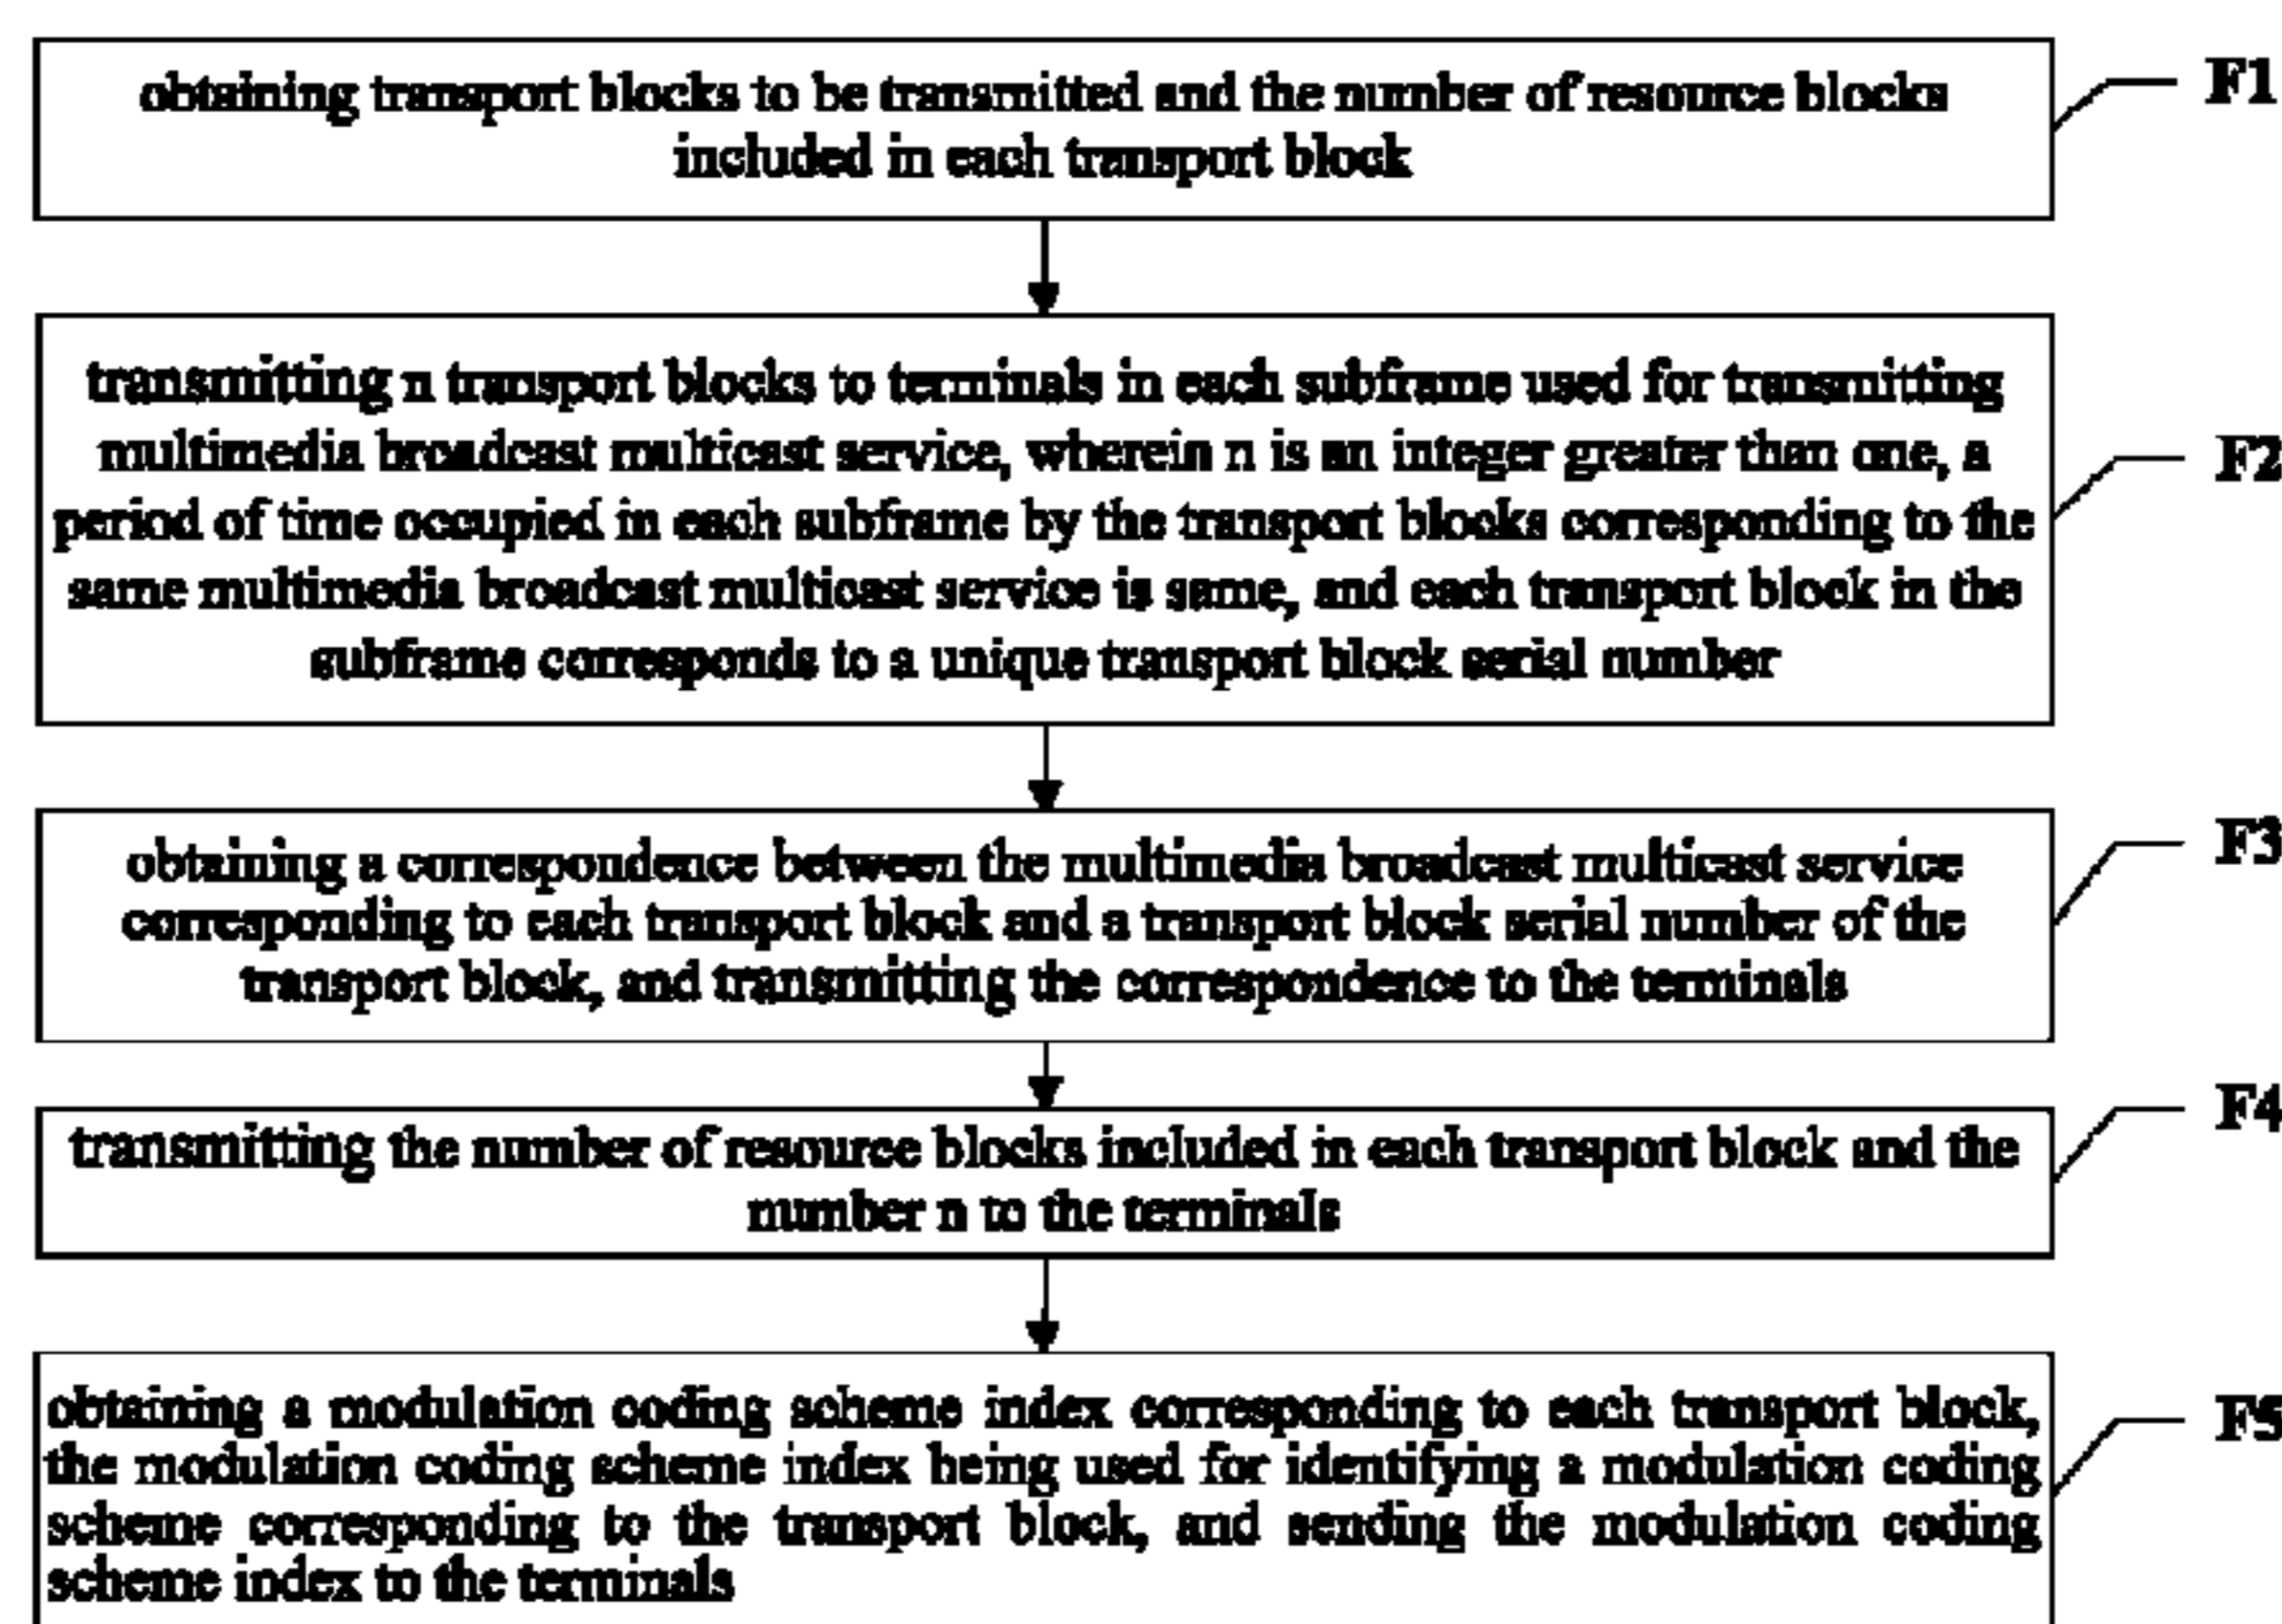 obtaining transport blocks to be transmitted and the number of resource blocks
included in each transport block
F1
transmitting n transport blocks to terminals in each subframe used for transmitting
multimedia broadcast multicast service, wherein n is an integer greater than one, a
period of time occupied in each subframe by the transport blocks corresponding to the
same multimedia broadcast multicast service is same, and each transport block in the
subframe corresponds to a unique transport block serial number
F2
obtaining a correspondence between the multimedia broadcast multicast service
corresponding to each transport block and a transport block serial number of the
transport block, and transmitting the correspondence to the terminals
F3
transmitting the number of resource blocks included in each transport block and the
number n to the terminals
F4
obtaining a modulation coding scheme index corresponding to each transport block,
the modulation coding scheme index being used for identifying a modulation coding
scheme corresponding to the transport block, and sending the modulation coding
scheme index to the terminals
F5